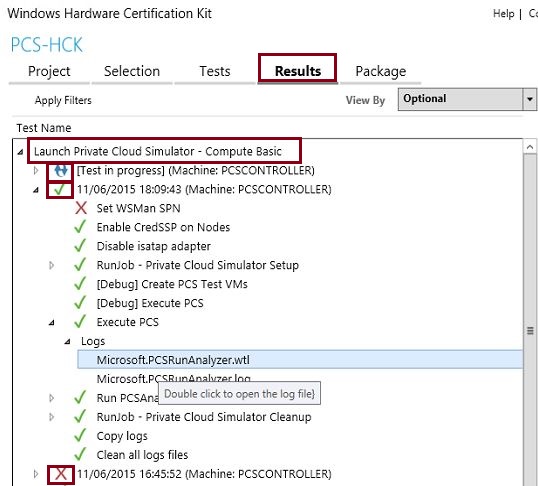 Windows Hardware Certification Kit
Help | Co
PCS-HCK
Project Selection Tests Results Package
Apply Filters View By Optional
Test Name
Launch Private Cloud Simulator - Compute Basic
[Test in progress] (Machine: PCSCONTROLLER)
11/06/2015 18:09:43 (Machine: PCSCONTROLLER)
Set WSMan SPN
Enable CredSSP on Nodes
Disable isatap adapter
RunJob - Private Cloud Simulator Setup
[Debug] Create PCS Test VMs
[Debug] Execute PCS
Execute PCS
Logs
Microsoft.PCSRunAnalyzer.wtl
Microsoft.PCSRunAnalyzer.log
Double click to open the log file}
Run PCSAna
RunJob - Private Cloud Simulator Cleanup
Copy logs
Clean all logs files
11/06/2015 16:45:52 (Machine: PCSCONTROLLER)